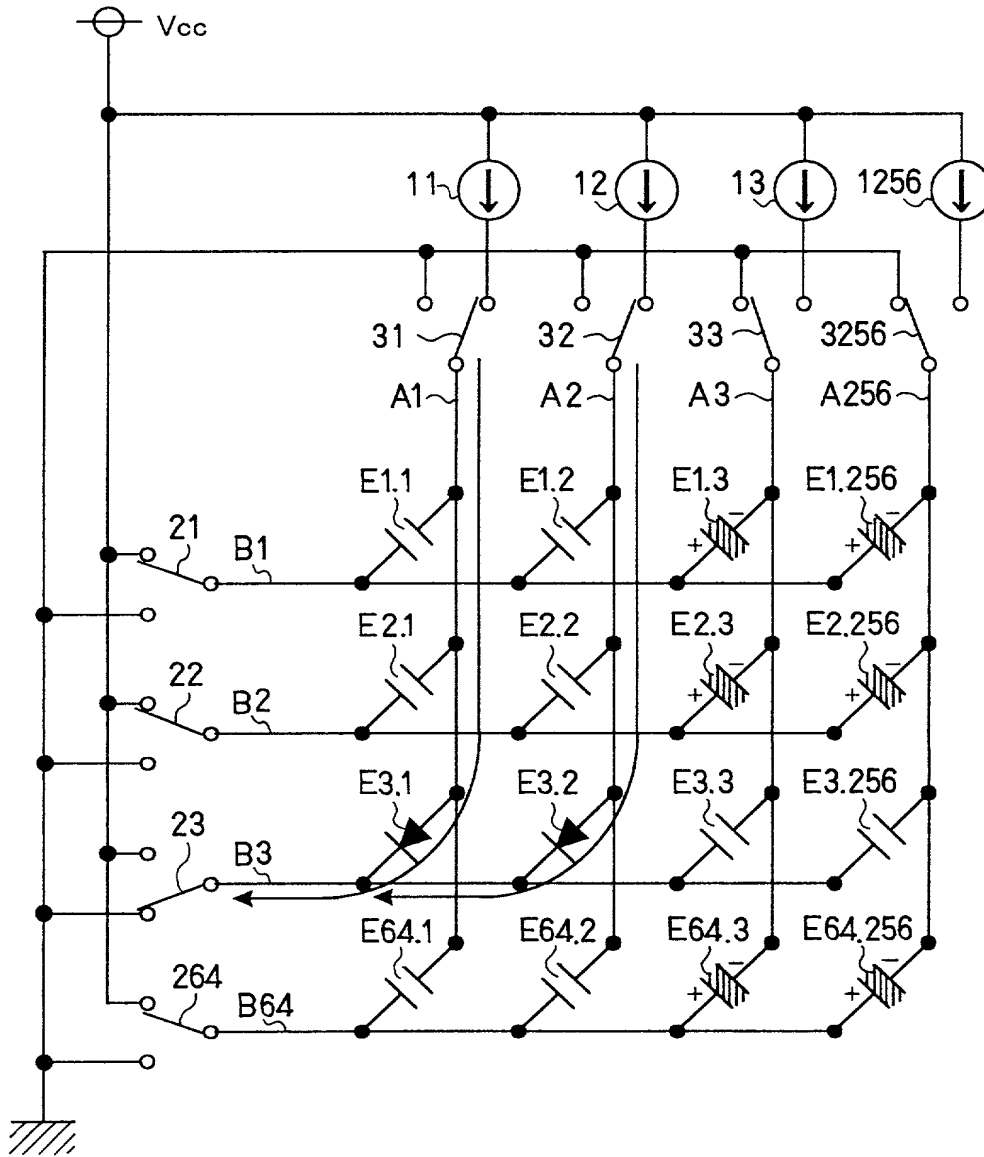 Vcc
11 12 13 1256
31 32 33 3256
A1 A2 A3 A256
E1.1 E1.2 E1.3 E1.256
− −
21 B1 + +
E2.1 E2.2 E2.3 E2.256
− −
22 B2 + +
E3.1 E3.2 E3.3 E3.256
23 B3
E64.1 E64.2 E64.3 E64.256
− −
264 B64 + +